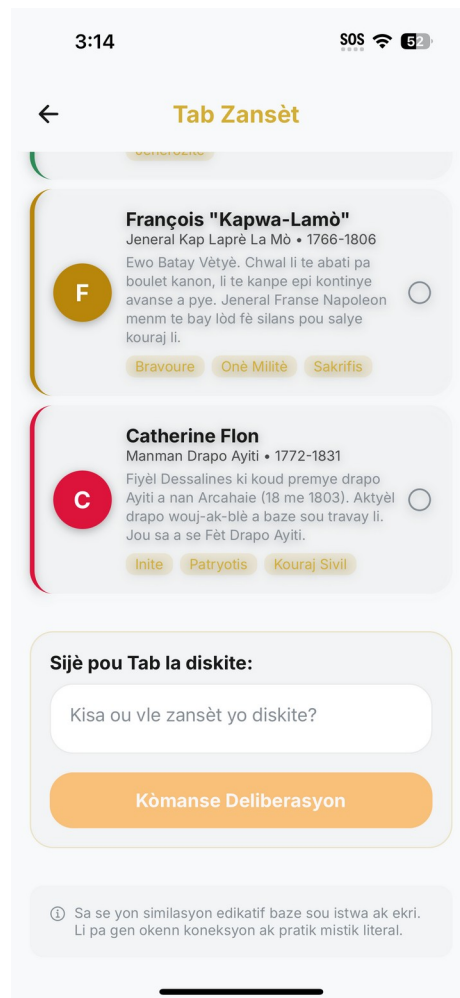 3:14
SOS
52
Tab Zansèt
Jenerozite
François "Kapwa-Lamò"
Jeneral Kap Laprè La Mò • 1766-1806
Ewo Batay Vètyè. Chwal li te abati pa
boulet kanon, li te kanpe epi kontinye
avanse a pye. Jeneral Franse Napoleon
menm te bay lòd fè silans pou salye
kouraj li.
F
Bravoure
Onè Militè
Sakrifis
Catherine Flon
Manman Drapo Ayiti • 1772-1831
Fiyèl Dessalines ki koud premye drapo
Ayiti a nan Arcahaie (18 me 1803). Aktyèl
drapo wouj-ak-blè a baze sou travay li.
Jou sa a se Fèt Drapo Ayiti.
C
Inite
Patryotis
Kouraj Sivil
Sijè pou Tab la diskite:
Kisa ou vle zansèt yo diskite?
Kòmanse Deliberasyon
Sa se yon similasyon edikatif baze sou istwa ak ekri.
Li pa gen okenn koneksyon ak pratik mistik literal.